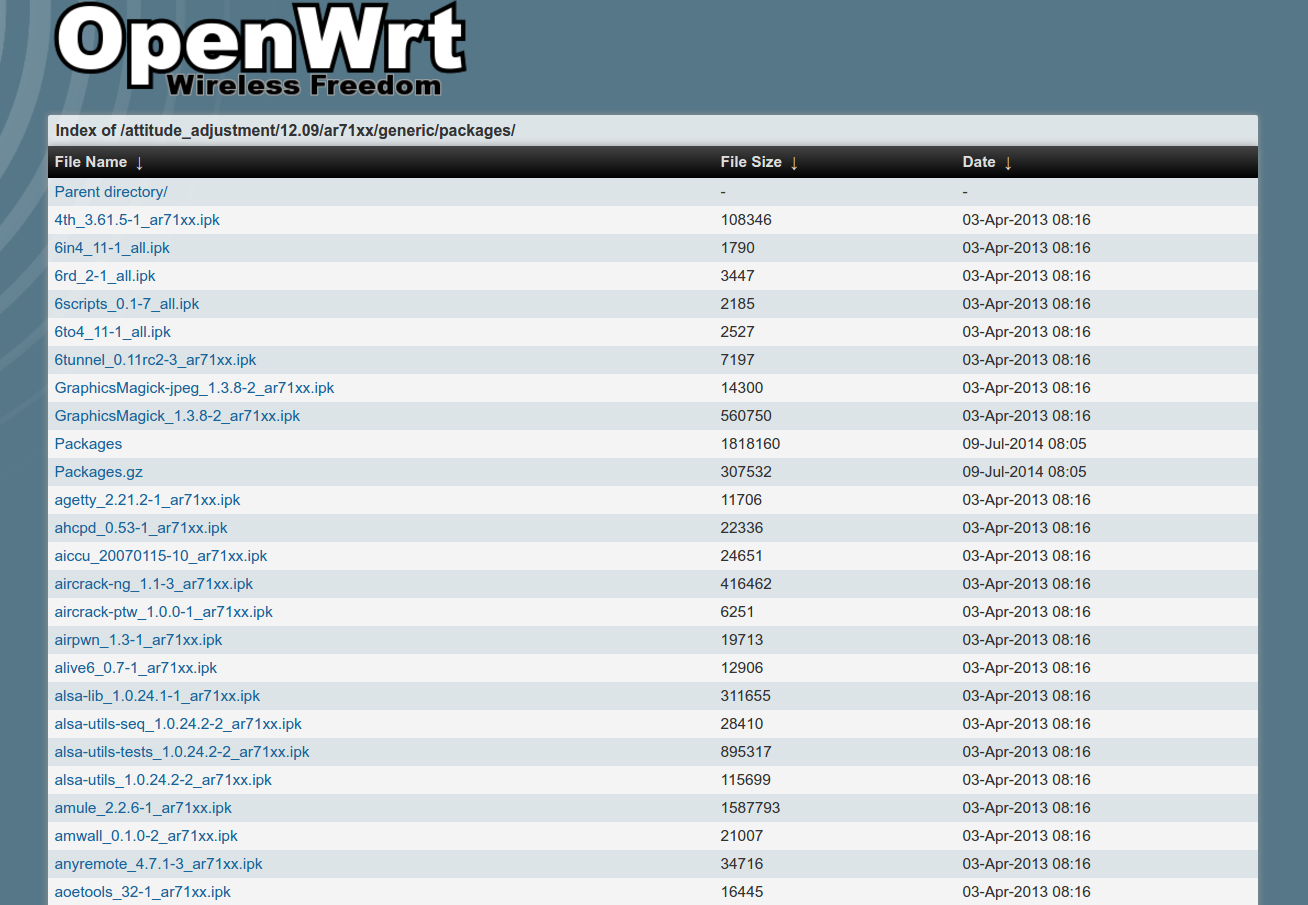 OpenWrt
Wireless Freedom
Index of /attitude_adjustment/12.09/ar71xx/generic/packages/
File Name ↓ File Size ↓ Date ↓
Parent directory/ - -
4th_3.61.5-1_ar71xx.ipk 108346 03-Apr-2013 08:16
6in4_11-1_all.ipk 1790 03-Apr-2013 08:16
6rd_2-1_all.ipk 3447 03-Apr-2013 08:16
6scripts_0.1-7_all.ipk 2185 03-Apr-2013 08:16
6to4_11-1_all.ipk 2527 03-Apr-2013 08:16
6tunnel_0.11rc2-3_ar71xx.ipk 7197 03-Apr-2013 08:16
GraphicsMagick-jpeg_1.3.8-2_ar71xx.ipk 14300 03-Apr-2013 08:16
GraphicsMagick_1.3.8-2_ar71xx.ipk 560750 03-Apr-2013 08:16
Packages 1818160 09-Jul-2014 08:05
Packages.gz 307532 09-Jul-2014 08:05
agetty_2.21.2-1_ar71xx.ipk 11706 03-Apr-2013 08:16
ahcpd_0.53-1_ar71xx.ipk 22336 03-Apr-2013 08:16
aiccu_20070115-10_ar71xx.ipk 24651 03-Apr-2013 08:16
aircrack-ng_1.1-3_ar71xx.ipk 416462 03-Apr-2013 08:16
aircrack-ptw_1.0.0-1_ar71xx.ipk 6251 03-Apr-2013 08:16
airpwn_1.3-1_ar71xx.ipk 19713 03-Apr-2013 08:16
alive6_0.7-1_ar71xx.ipk 12906 03-Apr-2013 08:16
alsa-lib_1.0.24.1-1_ar71xx.ipk 311655 03-Apr-2013 08:16
alsa-utils-seq_1.0.24.2-2_ar71xx.ipk 28410 03-Apr-2013 08:16
alsa-utils-tests_1.0.24.2-2_ar71xx.ipk 895317 03-Apr-2013 08:16
alsa-utils_1.0.24.2-2_ar71xx.ipk 115699 03-Apr-2013 08:16
amule_2.2.6-1_ar71xx.ipk 1587793 03-Apr-2013 08:16
amwall_0.1.0-2_ar71xx.ipk 21007 03-Apr-2013 08:16
anyremote_4.7.1-3_ar71xx.ipk 34716 03-Apr-2013 08:16
aoetools_32-1_ar71xx.ipk 16445 03-Apr-2013 08:16